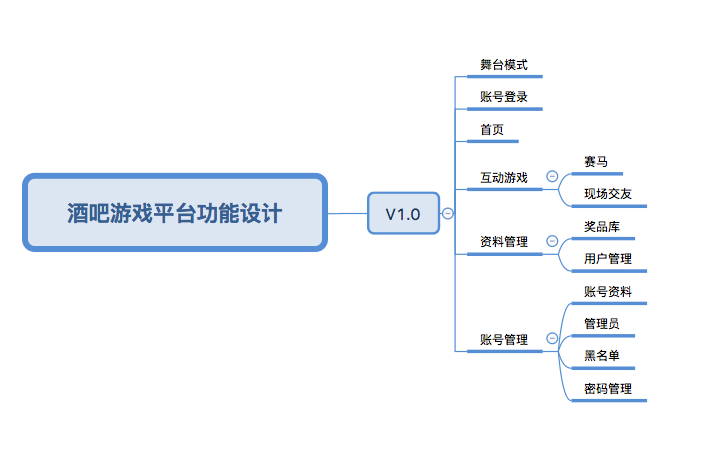 酒吧游戏平台功能设计
V1.0
舞台模式
账号登录
首页
互动游戏
赛马
现场交友
资料管理
奖品库
用户管理
账号管理
账号资料
管理员
黑名单
密码管理